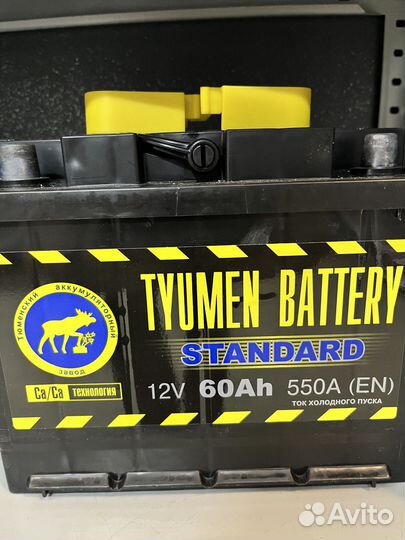 Тюменский аккумуляторный
завод
Ca/Ca технология
TYUMEN BATTERY
STANDARD
12V 60Ah 550A (EN)
ТОК ХОЛОДНОГО ПУСКА
Avito